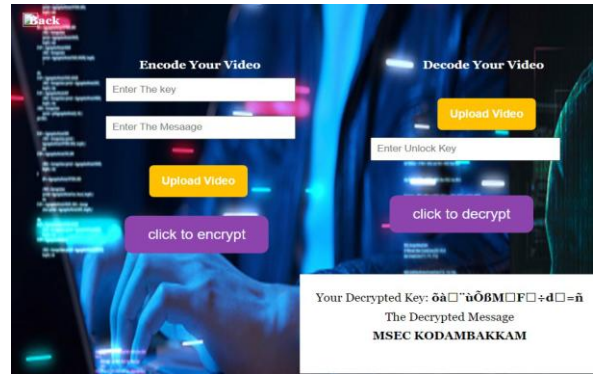 Back
Encode Your Video
Enter The key
Enter The Mesaage
Upload Video
click to encrypt
Decode Your Video
Upload Video
Enter Unlock Key
click to decrypt
Your Decrypted Key: õà□¨ùÕßM□F□÷d□=ñ
The Decrypted Message
MSEC KODAMBAKKAM